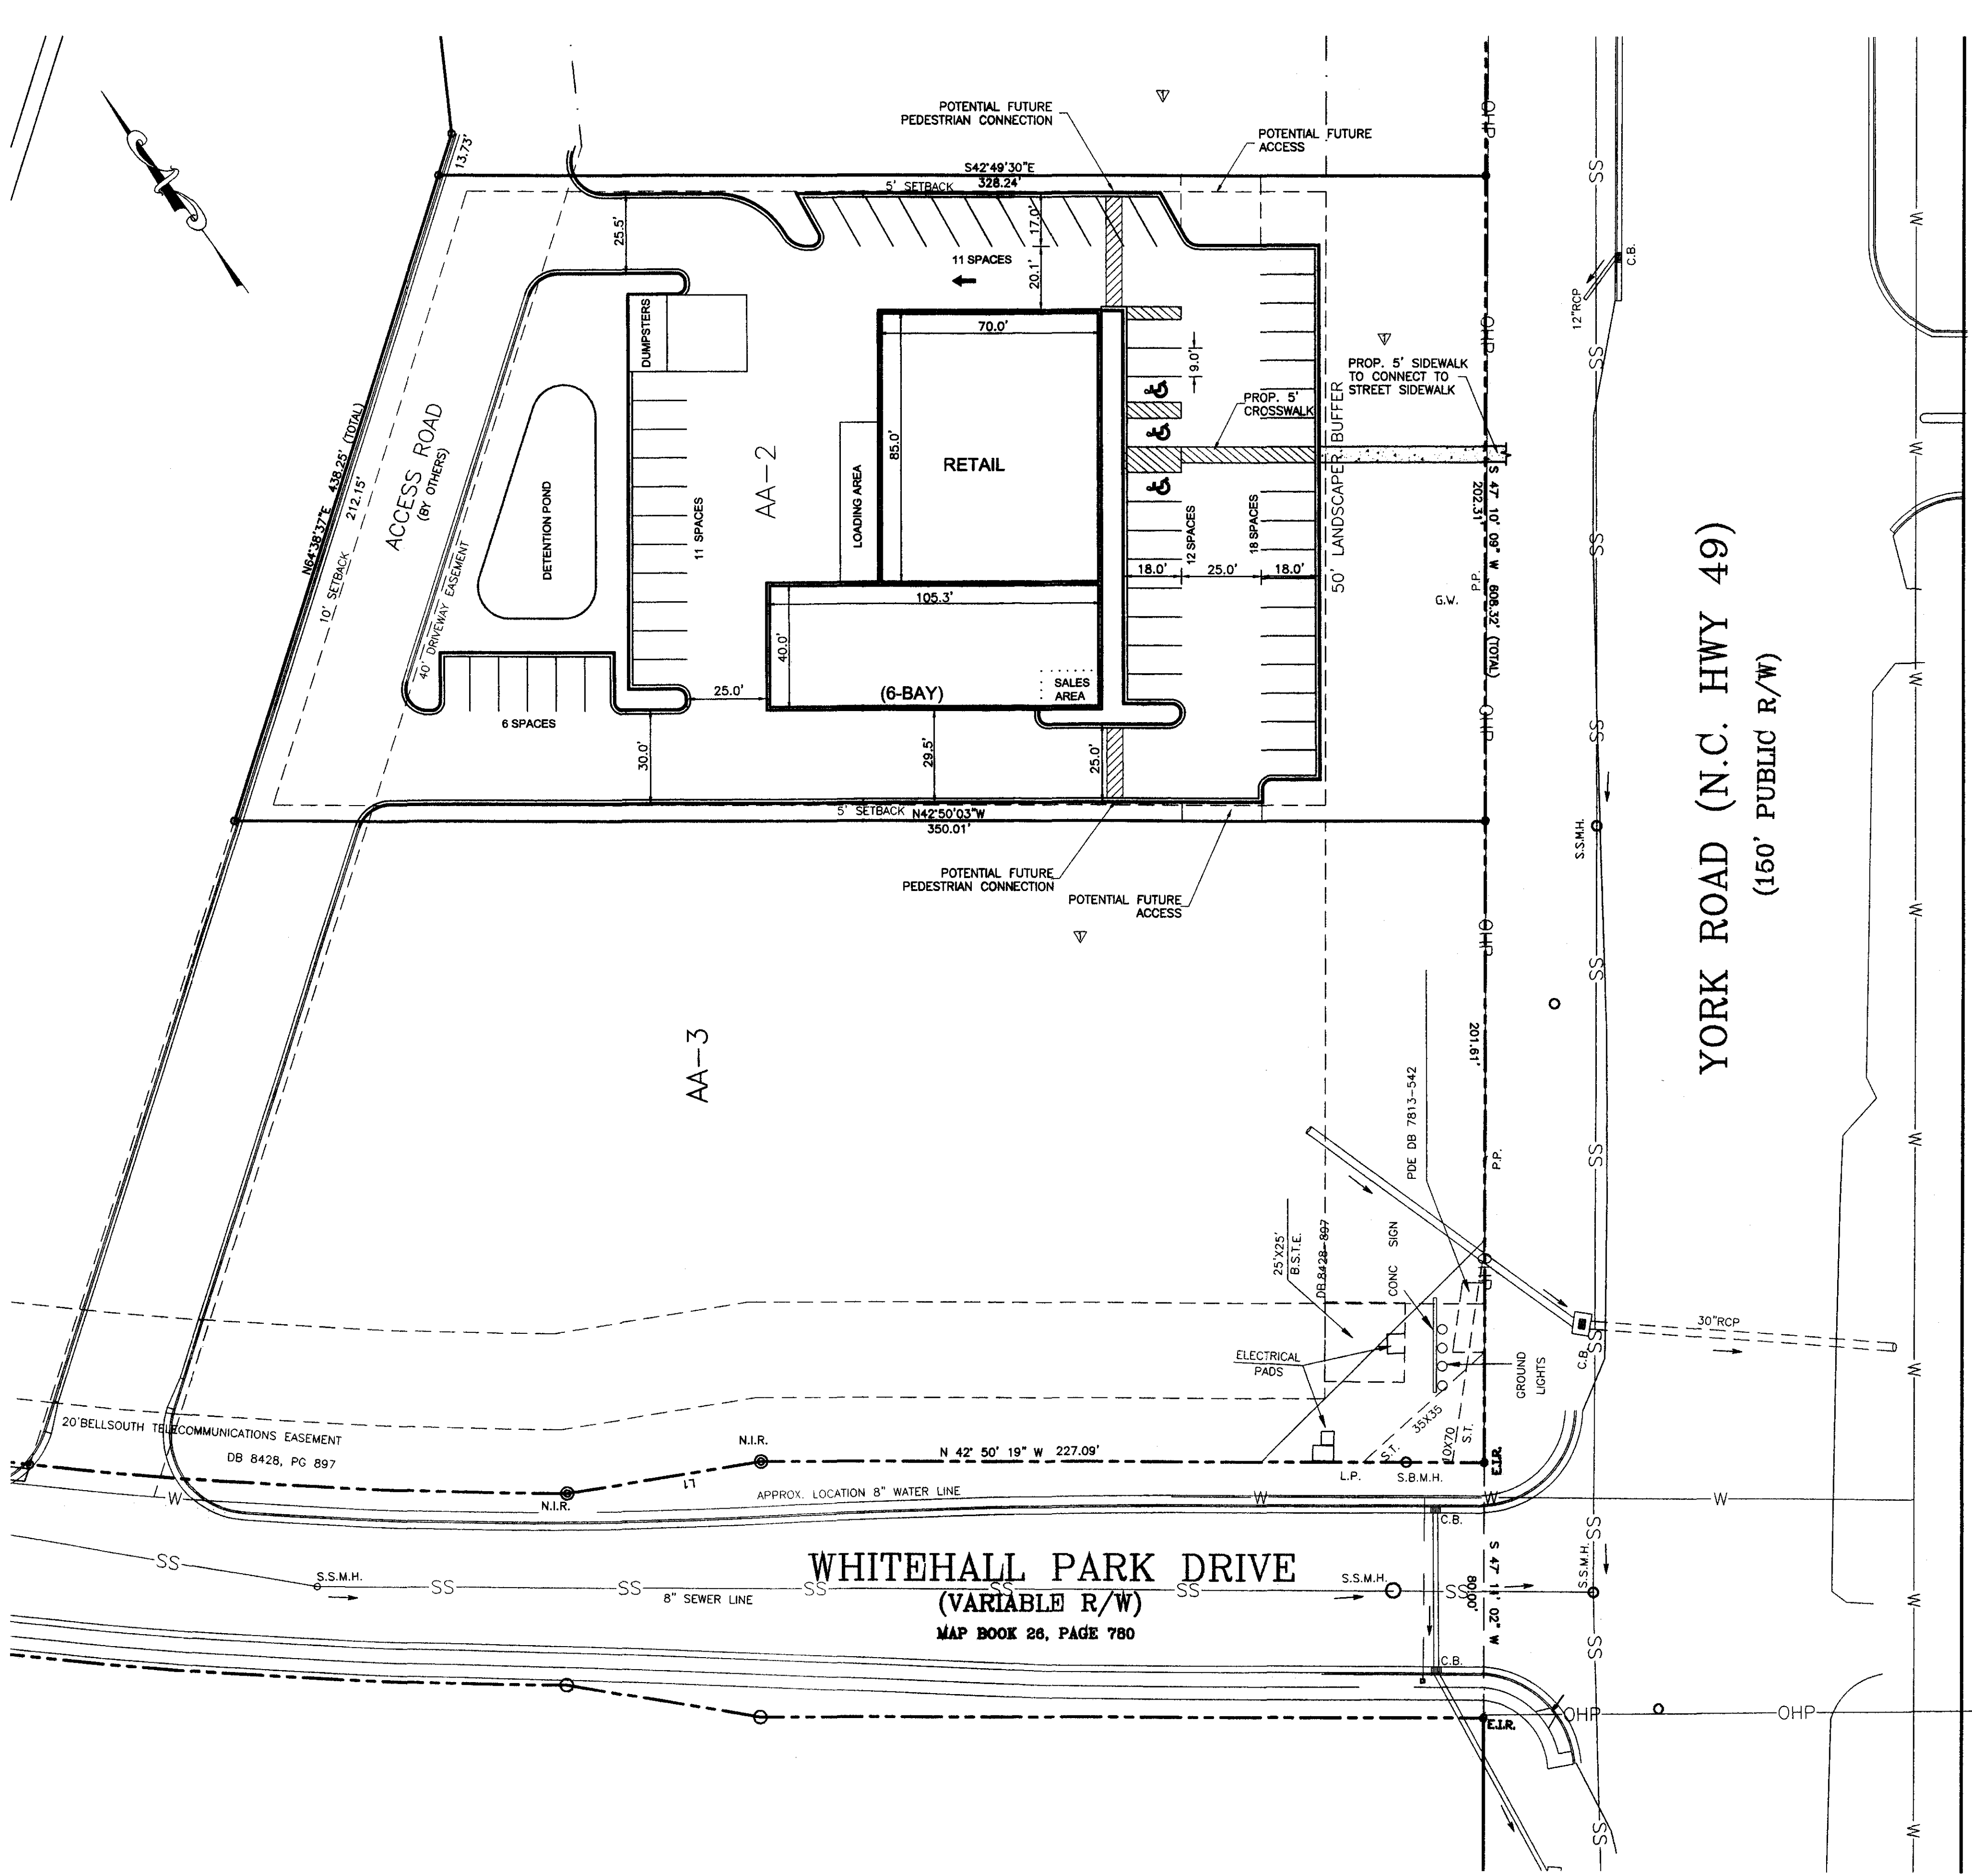 POTENTIAL FUTURE
PEDESTRIAN CONNECTION
POTENTIAL FUTURE
ACCESS
13.73'
S42°49'30"E
5' SETBACK 328.24'
25.5'
17.0'
11 SPACES
20.1'
OHP
SS
C.B.
12"RCP
W
DUMPSTERS
70.0'
9.0'
PROP. 5' SIDEWALK
TO CONNECT TO
STREET SIDEWALK
PROP. 5'
CROSSWALK
N64°38'37"E 438.25' (TOTAL)
212.15'
10' SETBACK
ACCESS ROAD
(BY OTHERS)
40' DRIVEWAY EASEMENT
DETENTION POND
11 SPACES
AA-2
LOADING AREA
85.0'
RETAIL
12 SPACES
18 SPACES
18.0'
25.0'
18.0'
50' LANDSCAPER BUFFER
S 47 10' 09" W 608.32' (TOTAL)
202.31'
P.P.
G.W.
OHP
SS
105.3'
40.0'
(6-BAY)
SALES
AREA
25.0'
6 SPACES
30.0'
29.5'
25.0'
5' SETBACK N42°50'03"W
350.01'
POTENTIAL FUTURE
PEDESTRIAN CONNECTION
POTENTIAL FUTURE
ACCESS
S.S.M.H.
YORK ROAD (N.C. HWY 49)
(150' PUBLIC R/W)
AA-3
201.61'
P.P.
PDE DB 7813-542
25'X25'
B.S.T.E.
DB 8428-897
CONC SIGN
ELECTRICAL
PADS
GROUND
LIGHTS
C.B.
30"RCP
35X35
S.T.
10X70
S.T.
20'BELLSOUTH TELECOMMUNICATIONS EASEMENT
DB 8428, PG 897
N.I.R.
N.I.R.
L1
N 42° 50' 19" W 227.09'
L.P.
S.B.M.H.
E.I.R.
APPROX. LOCATION 8" WATER LINE
W
C.B.
WHITEHALL PARK DRIVE
(VARIABLE R/W)
MAP BOOK 26, PAGE 780
S.S.M.H.
SS
8" SEWER LINE
S.S.M.H.
S.S.M.H.
80.00'
C.B.
E.I.R.
OHP
OHP